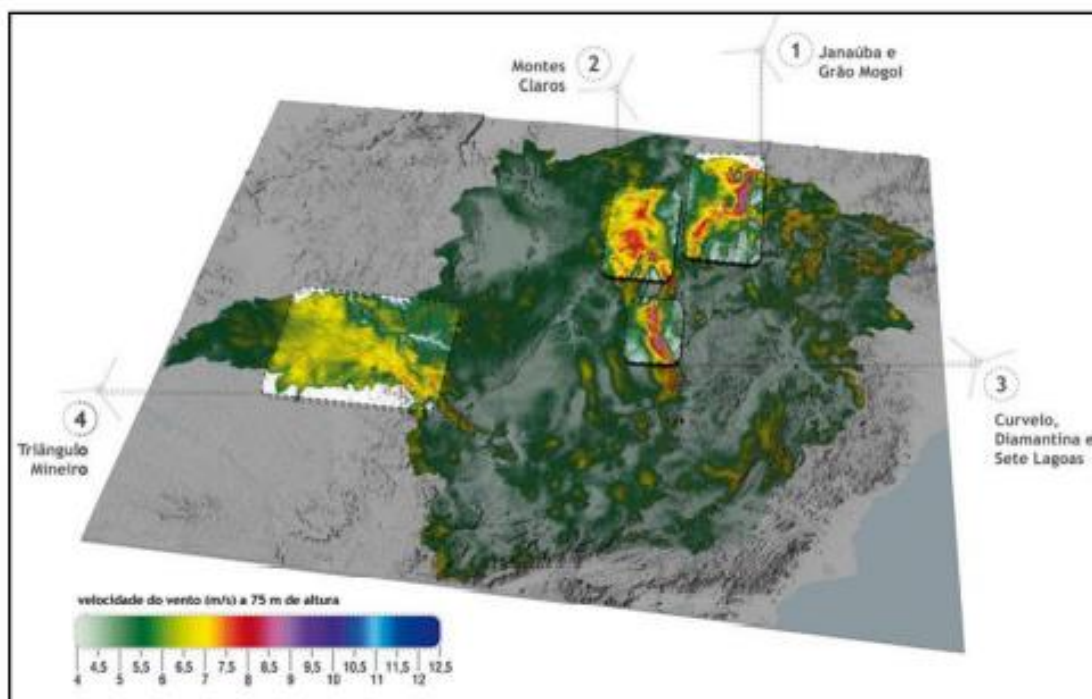 1
Janaúba e
Grão Mogol
2
Montes
Claros
3
Curvelo,
Diamantina e
Sete Lagoas
4
Triângulo
Mineiro
velocidade do vento (m/s) a 75 m de altura
4,5 5,5 6,5 7,5 8,5 9,5 10,5 11,5 12,5
4 5 6 7 8 9 10 11 12